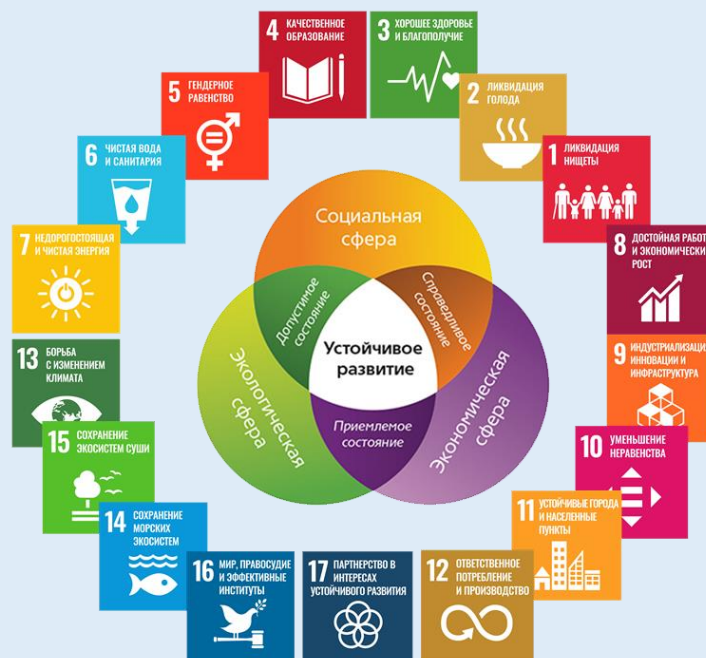 4 КАЧЕСТВЕННОЕ
ОБРАЗОВАНИЕ
3 ХОРОШЕЕ ЗДОРОВЬЕ
И БЛАГОПОЛУЧИЕ
5 ГЕНДЕРНОЕ
РАВЕНСТВО
2 ЛИКВИДАЦИЯ
ГОЛОДА
6 ЧИСТАЯ ВОДА
И САНИТАРИЯ
1 ЛИКВИДАЦИЯ
НИЩЕТЫ
7 НЕДОРОГОСТОЯЩАЯ
И ЧИСТАЯ ЭНЕРГИЯ
8 ДОСТОЙНАЯ РАБОТ
И ЭКОНОМИЧЕСКИ
РОСТ
Социальная
сфера
Допустимое
состояние
Справедливое
состояние
Устойчивое
развитие
Экологическая
сфера
Экономическая
сфера
Приемлемое
состояние
13 БОРЬБА
С ИЗМЕНЕНИЕМ
КЛИМАТА
9 ИНДУСТРИАЛИЗАЦИ
ИННОВАЦИИ И
ИНФРАСТРУКТУРА
15 СОХРАНЕНИЕ
ЭКОСИСТЕМ СУШИ
10 УМЕНЬШЕНИЕ
НЕРАВЕНСТВА
14 СОХРАНЕНИЕ
МОРСКИХ
ЭКОСИСТЕМ
11 УСТОЙЧИВЫЕ ГОРОДА
И НАСЕЛЕННЫЕ
ПУНКТЫ
16 МИР, ПРАВОСУДИЕ
И ЭФФЕКТИВНЫЕ
ИНСТИТУТЫ
17 ПАРТНЕРСТВО В
ИНТЕРЕСАХ
УСТОЙЧИВОГО РАЗВИТИЯ
12 ОТВЕТСТВЕННОЕ
ПОТРЕБЛЕНИЕ
И ПРОИЗВОДСТВО